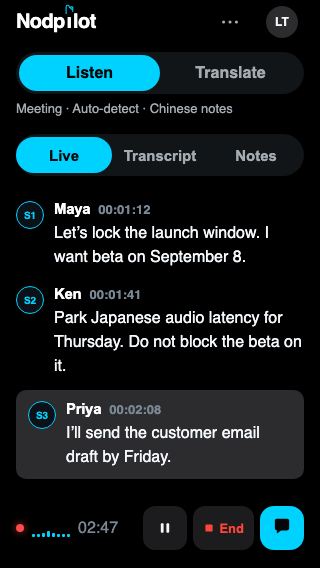 Nodpilot
LT
Listen
Translate
Meeting · Auto-detect · Chinese notes
Live
Transcript
Notes
S1
Maya 00:01:12
Let’s lock the launch window. I
want beta on September 8.
S2
Ken 00:01:41
Park Japanese audio latency for
Thursday. Do not block the beta on
it.
S3
Priya 00:02:08
I’ll send the customer email
draft by Friday.
02:47
End